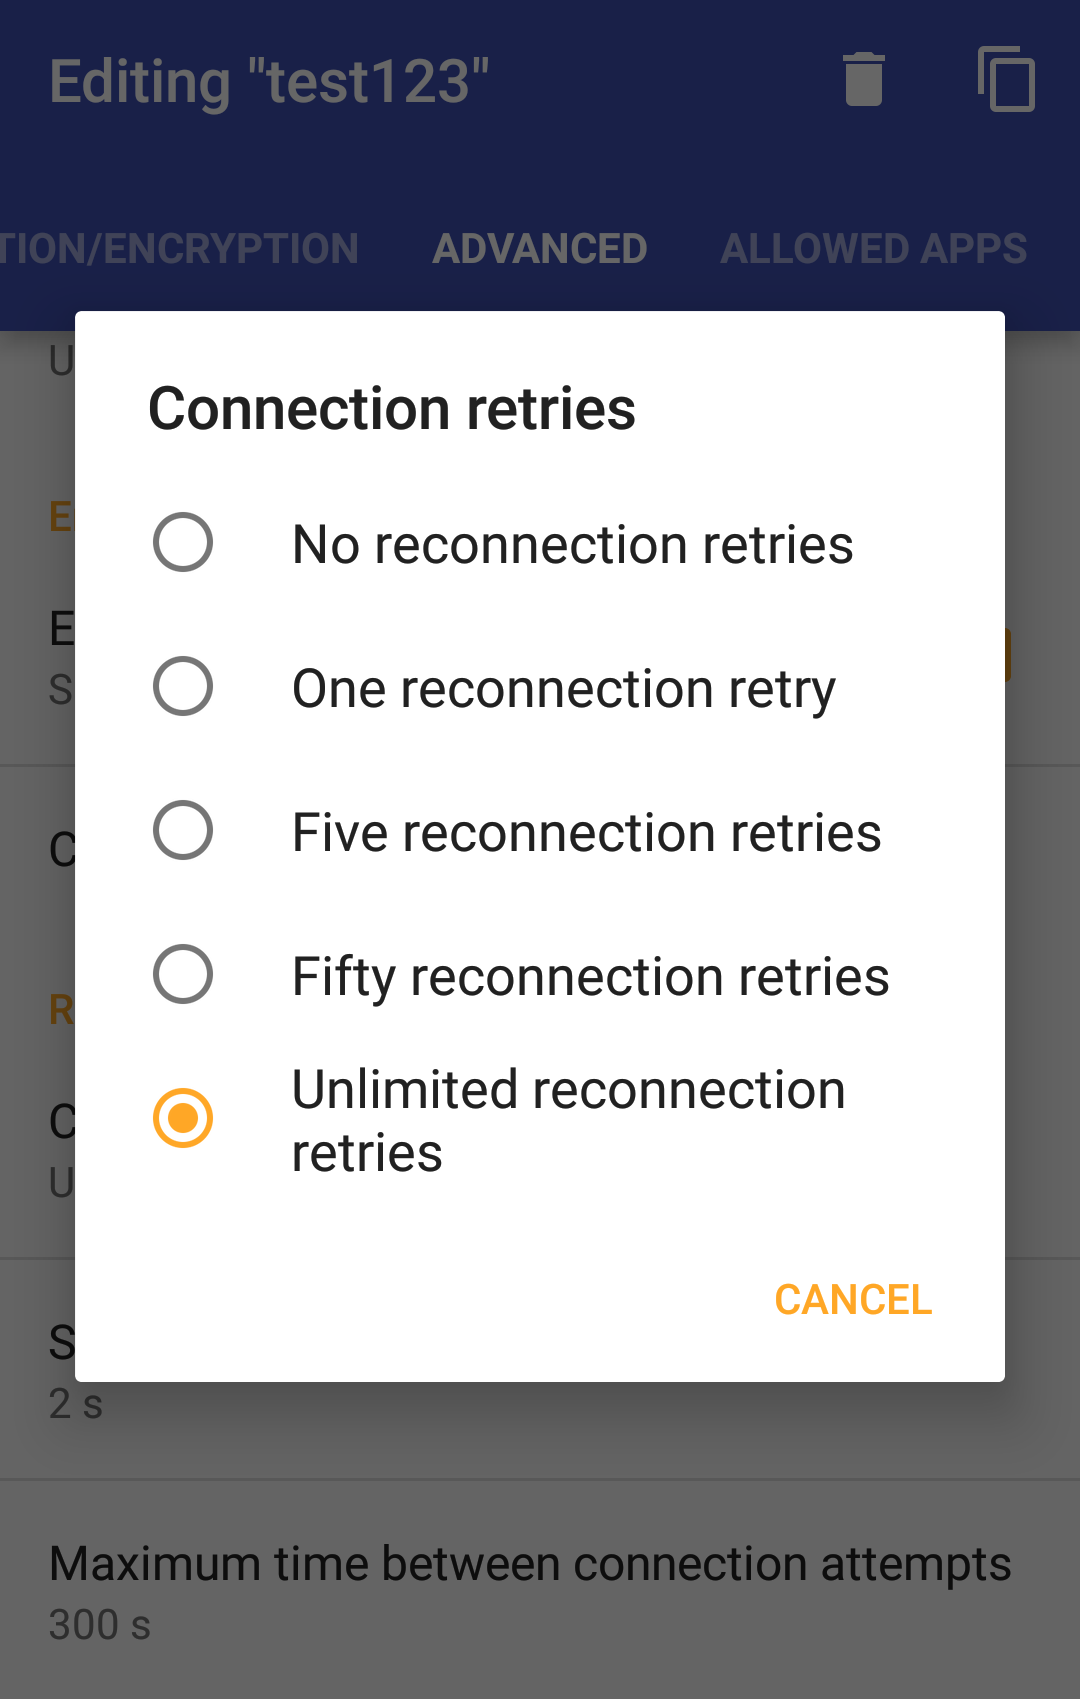 Editing "test123"
TION/ENCRYPTION ADVANCED ALLOWED APPS
U
Connection retries
E
No reconnection retries
E
S
One reconnection retry
C
Five reconnection retries
Fifty reconnection retries
R
Unlimited reconnection
retries
C
U
CANCEL
S
2 s
Maximum time between connection attempts
300 s